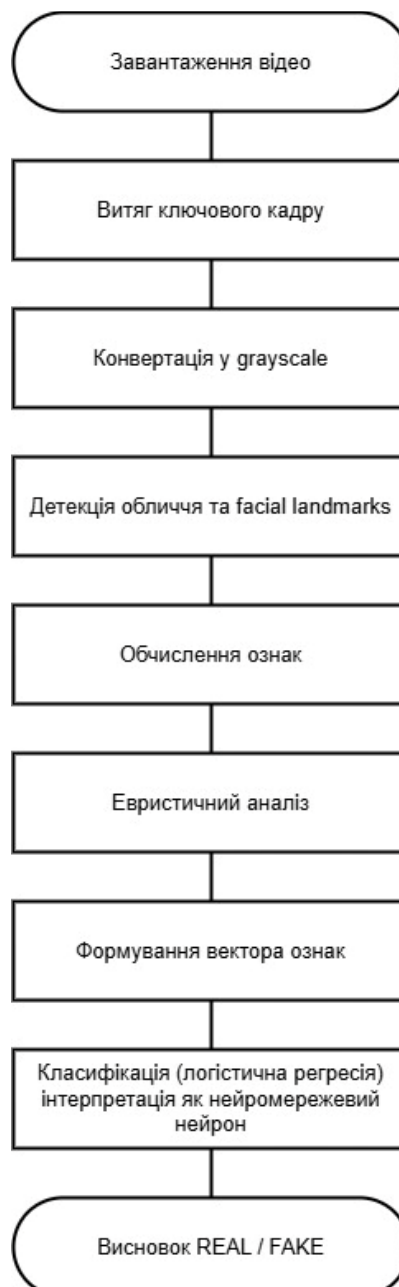 Завантаження відео
Витяг ключового кадру
Конвертація у grayscale
Детекція обличчя та facial landmarks
Обчислення ознак
Евристичний аналіз
Формування вектора ознак
Класифікація (логістична регресія)
інтерпретація як нейромережевий
нейрон
Висновок REAL / FAKE